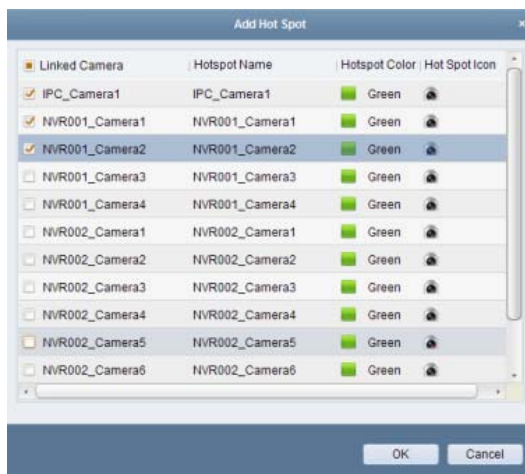 Add Hot Spot
Linked Camera Hotspot Name Hotspot Color Hot Spot Icon
IPC_Camera1 IPC_Camera1 Green
NVR001_Camera1 NVR001_Camera1 Green
NVR001_Camera2 NVR001_Camera2 Green
NVR001_Camera3 NVR001_Camera3 Green
NVR001_Camera4 NVR001_Camera4 Green
NVR002_Camera1 NVR002_Camera1 Green
NVR002_Camera2 NVR002_Camera2 Green
NVR002_Camera3 NVR002_Camera3 Green
NVR002_Camera4 NVR002_Camera4 Green
NVR002_Camera5 NVR002_Camera5 Green
NVR002_Camera6 NVR002_Camera6 Green
OK Cancel